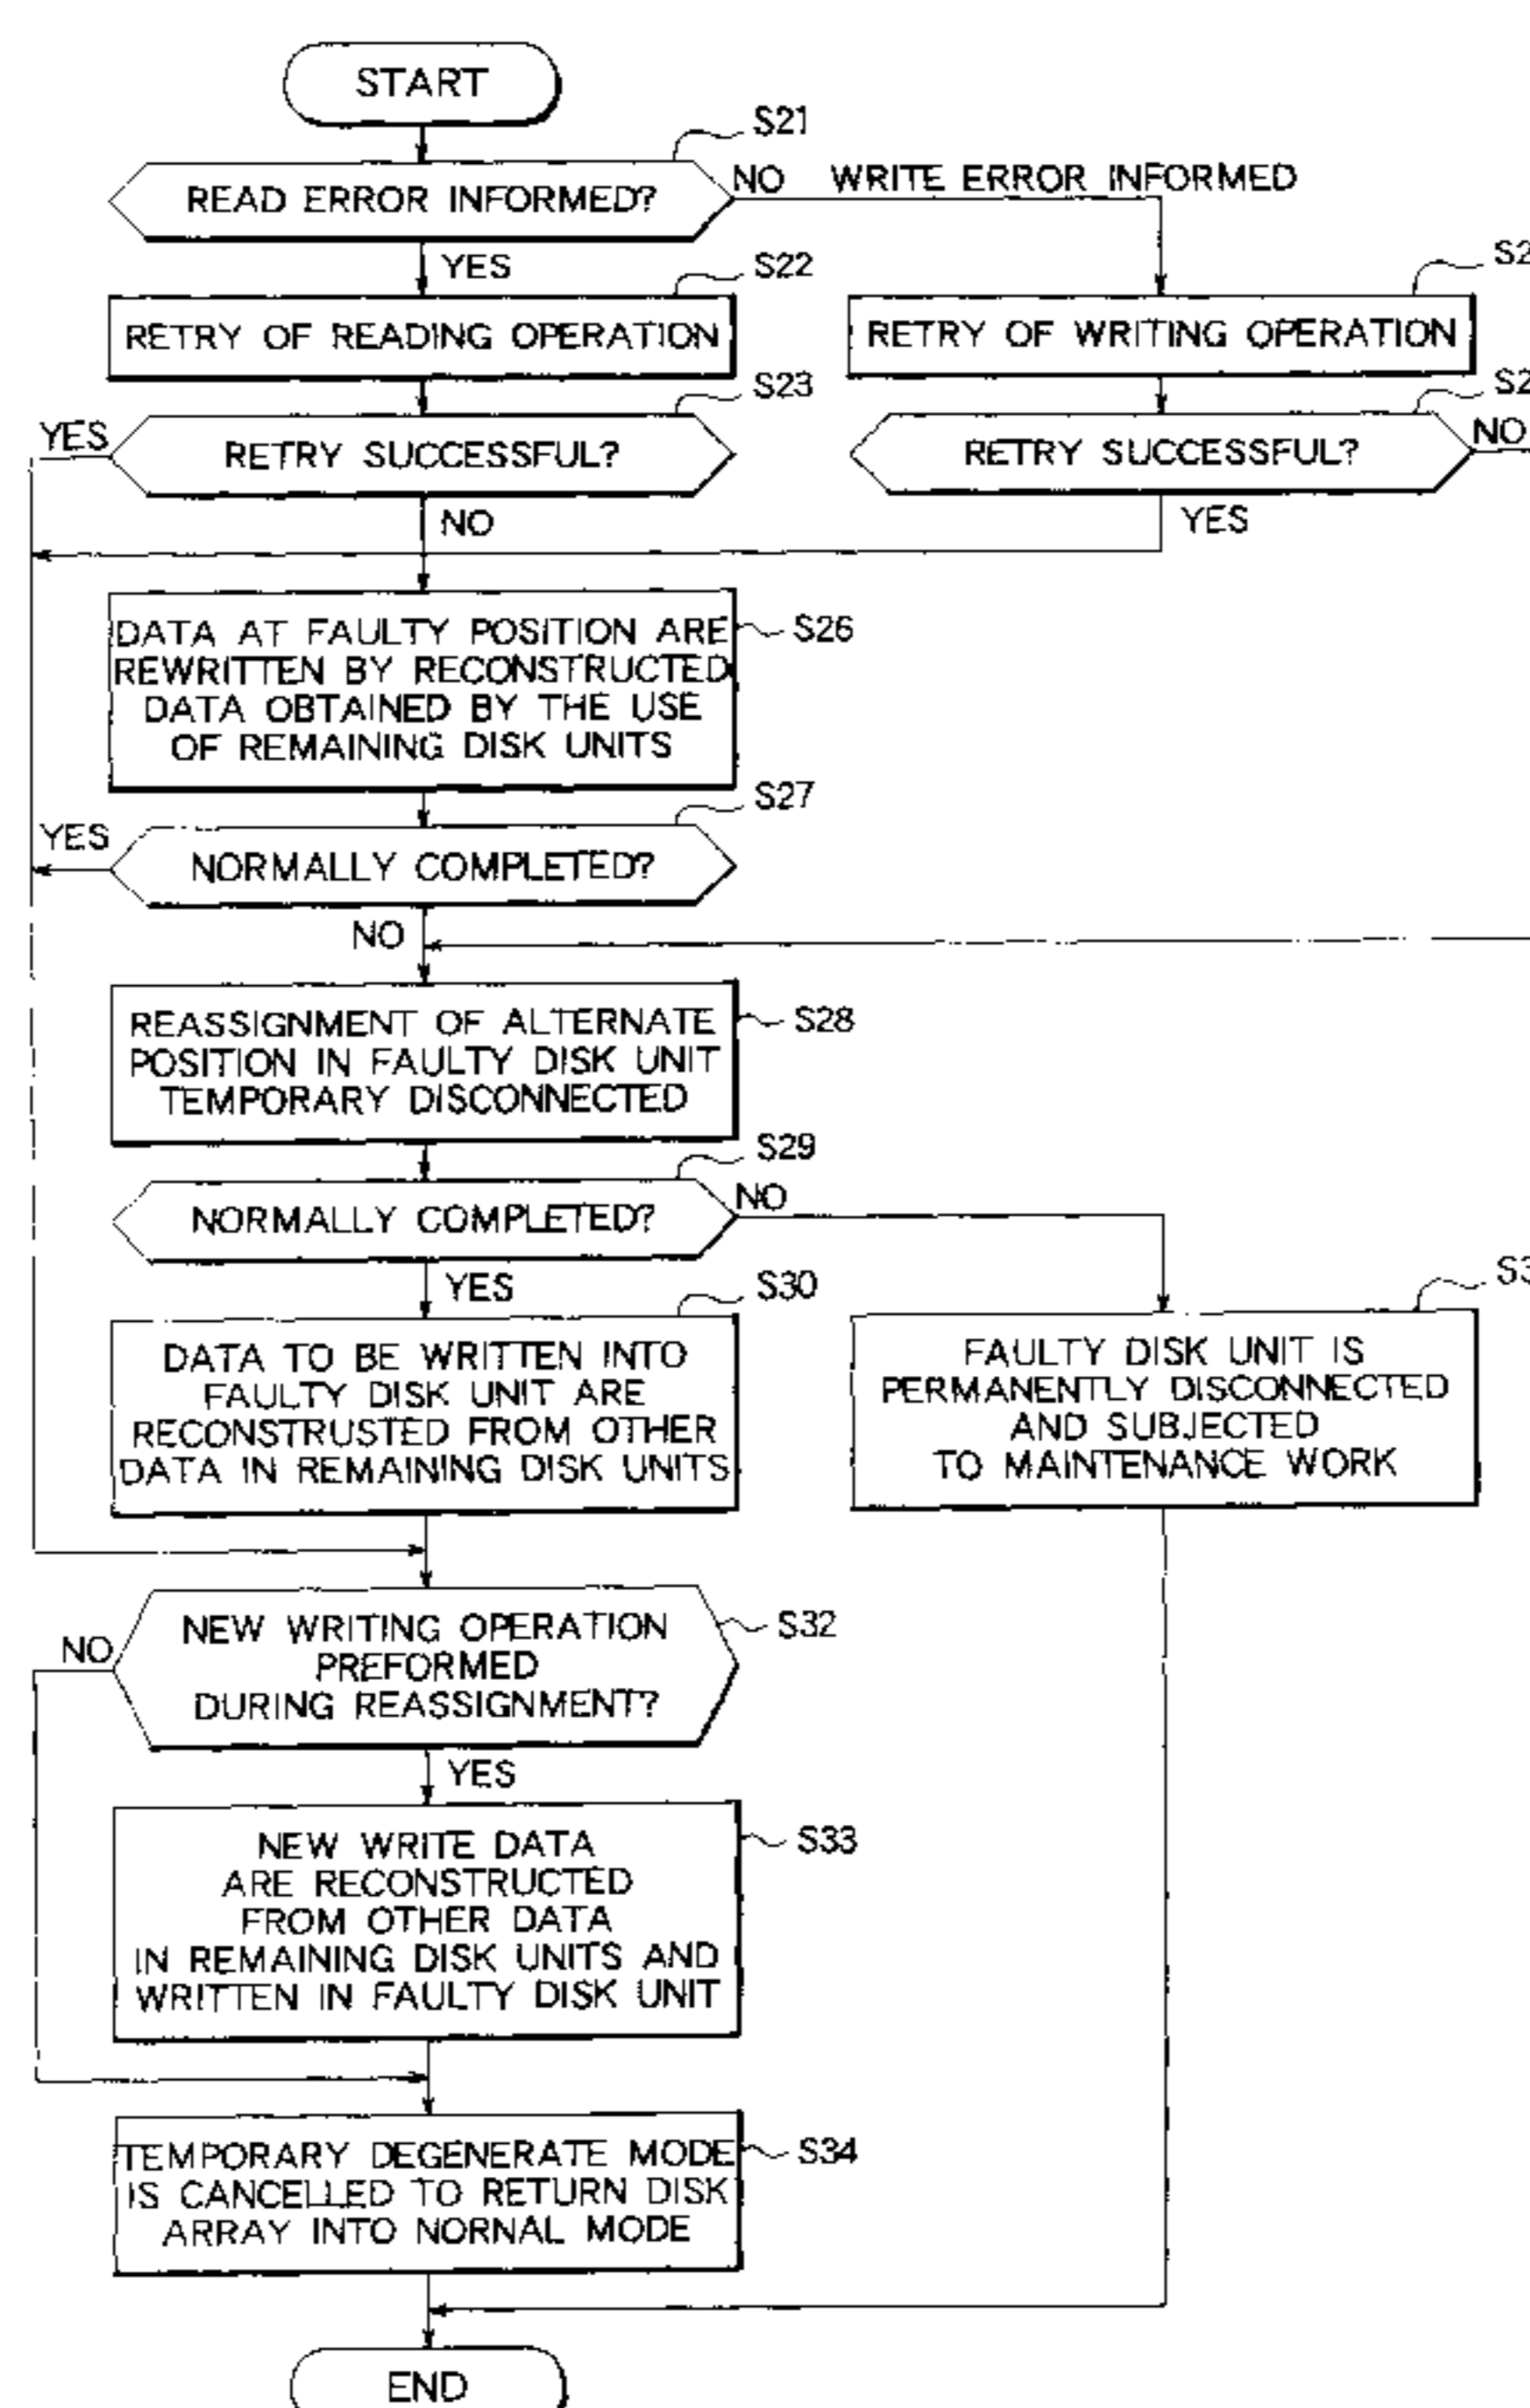 START
S21
READ ERROR INFORMED?
NO WRITE ERROR INFORMED
YES
S22
RETRY OF READING OPERATION
RETRY OF WRITING OPERATION
S23
YES
RETRY SUCCESSFUL?
RETRY SUCCESSFUL?
NO
NO
YES
DATA AT FAULTY POSITION ARE
REWRITTEN BY RECONSTRUCTED
DATA OBTAINED BY THE USE
OF REMAINING DISK UNITS
S26
S27
YES
NORMALLY COMPLETED?
NO
REASSIGNMENT OF ALTERNATE
POSITION IN FAULTY DISK UNIT
TEMPORARY DISCONNECTED
S28
S29
NORMALLY COMPLETED?
NO
YES
S30
DATA TO BE WRITTEN INTO
FAULTY DISK UNIT ARE
RECONSTRUSTED FROM OTHER
DATA IN REMAINING DISK UNITS
FAULTY DISK UNIT IS
PERMANENTLY DISCONNECTED
AND SUBJECTED
TO MAINTENANCE WORK
NO
NEW WRITING OPERATION
PREFORMED
DURING REASSIGNMENT?
S32
YES
NEW WRITE DATA
ARE RECONSTRUCTED
FROM OTHER DATA
IN REMAINING DISK UNITS AND
WRITTEN IN FAULTY DISK UNIT
S33
TEMPORARY DEGENERATE MODE
IS CANCELLED TO RETURN DISK
ARRAY INTO NORNAL MODE
S34
END